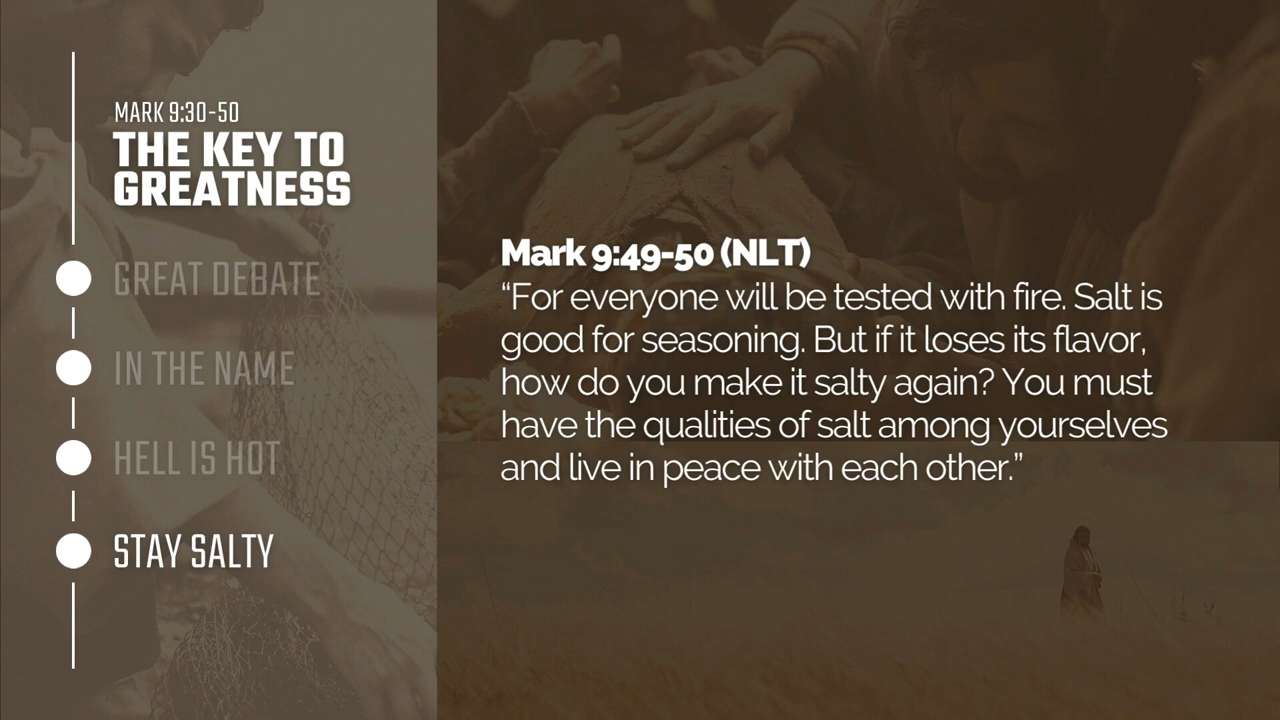 MARK 9:30-50
THE KEY TO
GREATNESS
GREAT DEBATE
IN THE NAME
HELL IS HOT
STAY SALTY
Mark 9:49-50 (NLT)
“For everyone will be tested with fire. Salt is
good for seasoning. But if it loses its flavor,
how do you make it salty again? You must
have the qualities of salt among yourselves
and live in peace with each other.”